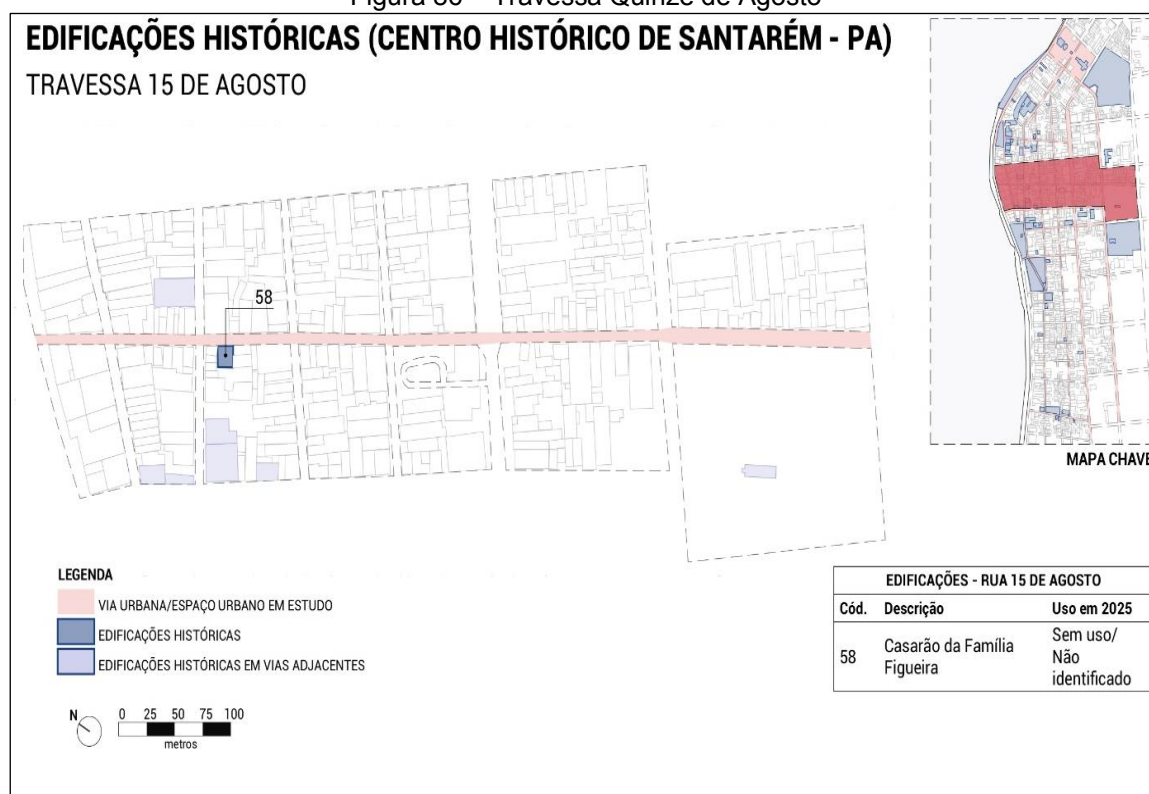 Figura 86 – Travessa Quinze de Agosto
EDIFICAÇÕES HISTÓRICAS (CENTRO HISTÓRICO DE SANTARÉM - PA)
TRAVESSA 15 DE AGOSTO
58
MAPA CHAVE
LEGENDA
VIA URBANA/ESPAÇO URBANO EM ESTUDO
EDIFICAÇÕES HISTÓRICAS
EDIFICAÇÕES HISTÓRICAS EM VIAS ADJACENTES
N
0 25 50 75 100
metros
EDIFICAÇÕES - RUA 15 DE AGOSTO
Cód. Descrição Uso em 2025
58 Casarão da Família Figueira Sem uso/ Não identificado